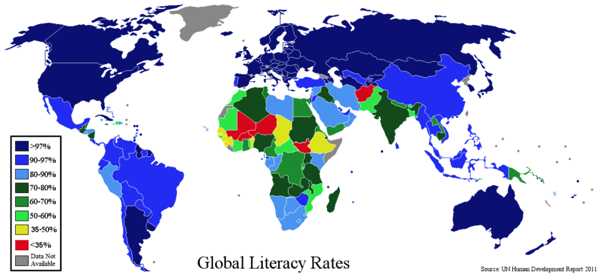 >97%
90-97%
80-90%
70-80%
60-70%
50-60%
35-50%
<35%
Data Not
Available
Global Literacy Rates
Source: UN Human Development Report 2011